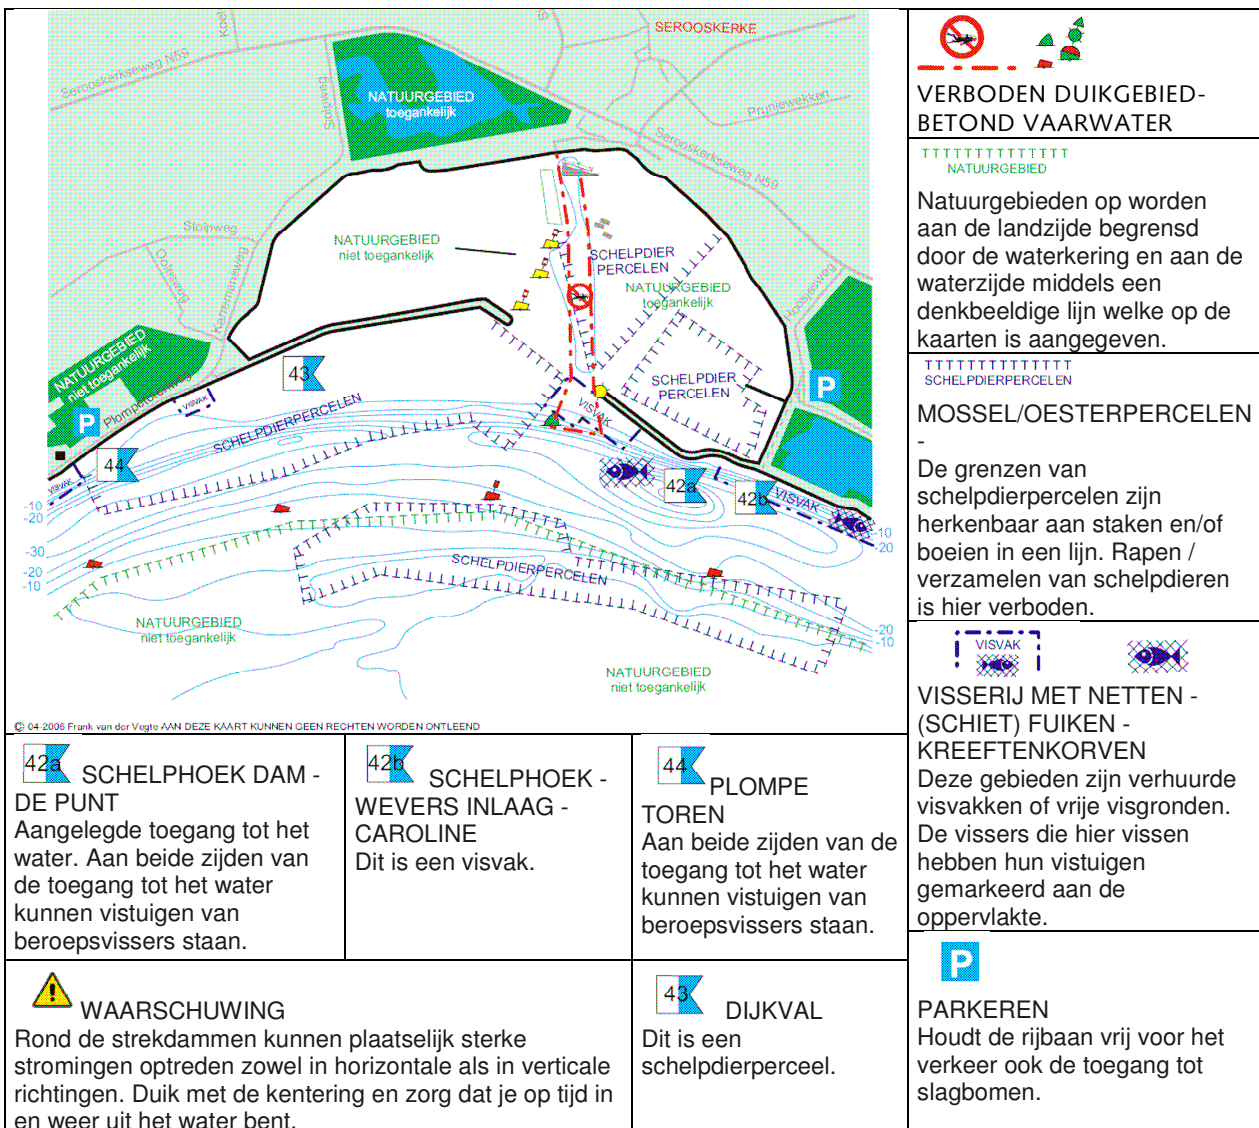 SEROOSKERKE
Serooskerkseweg N59
Stolpweg
Prunjewekken
Serooskerkseweg N59
NATUURGEBIED
toegankelijk
Stolpweg
NATUURGEBIED
niet toegankelijk
SCHELPDIER
PERCELEN
NATUURGEBIED
toegankelijk
NATUURGEBIED
niet toegankelijk
P
Plompetorenweg
VISVAK
43
SCHELPDIERPERCELEN
SCHELPDIER
PERCELEN
P
VISVAK
44
VISVAK
42a
42b
VISVAK
-10
-20
-30
-20
-10
-10
-20
SCHELPDIERPERCELEN
NATUURGEBIED
niet toegankelijk
-20
-10
NATUURGEBIED
niet toegankelijk
© 04-2006 Frank van der Vegte AAN DEZE KAART KUNNEN GEEN RECHTEN WORDEN ONTLEEND
VERBODEN DUIKGEBIED-
BETOND VAARWATER
NATUURGEBIED
Natuurgebieden op worden
aan de landzijde begrensd
door de waterkering en aan de
waterzijde middels een
denkbeeldige lijn welke op de
kaarten is aangegeven.
SCHELPDIERPERCELEN
MOSSEL/OESTERPERCELEN
-
De grenzen van
schelpdierpercelen zijn
herkenbaar aan staken en/of
boeien in een lijn. Rapen /
verzamelen van schelpdieren
is hier verboden.
VISVAK
VISSERIJ MET NETTEN -
(SCHIET) FUIKEN -
KREEFTENKORVEN
Deze gebieden zijn verhuurde
visvakken of vrije visgronden.
De vissers die hier vissen
hebben hun vistuigen
gemarkeerd aan de
oppervlakte.
P
PARKEREN
Houdt de rijbaan vrij voor het
verkeer ook de toegang tot
slagbomen.
42a SCHELPHOEK DAM -
DE PUNT
Aangelegde toegang tot het
water. Aan beide zijden van
de toegang tot het water
kunnen vistuigen van
beroepsvissers staan.
42b SCHELPHOEK -
WEVERS INLAAG -
CAROLINE
Dit is een visvak.
44 PLOMPE
TOREN
Aan beide zijden van de
toegang tot het water
kunnen vistuigen van
beroepsvissers staan.
WAARSCHUWING
Rond de strekdammen kunnen plaatselijk sterke
stromingen optreden zowel in horizontale als in verticale
richtingen. Duik met de kentering en zorg dat je op tijd in
en weer uit het water bent.
43 DIJKVAL
Dit is een
schelpdierperceel.